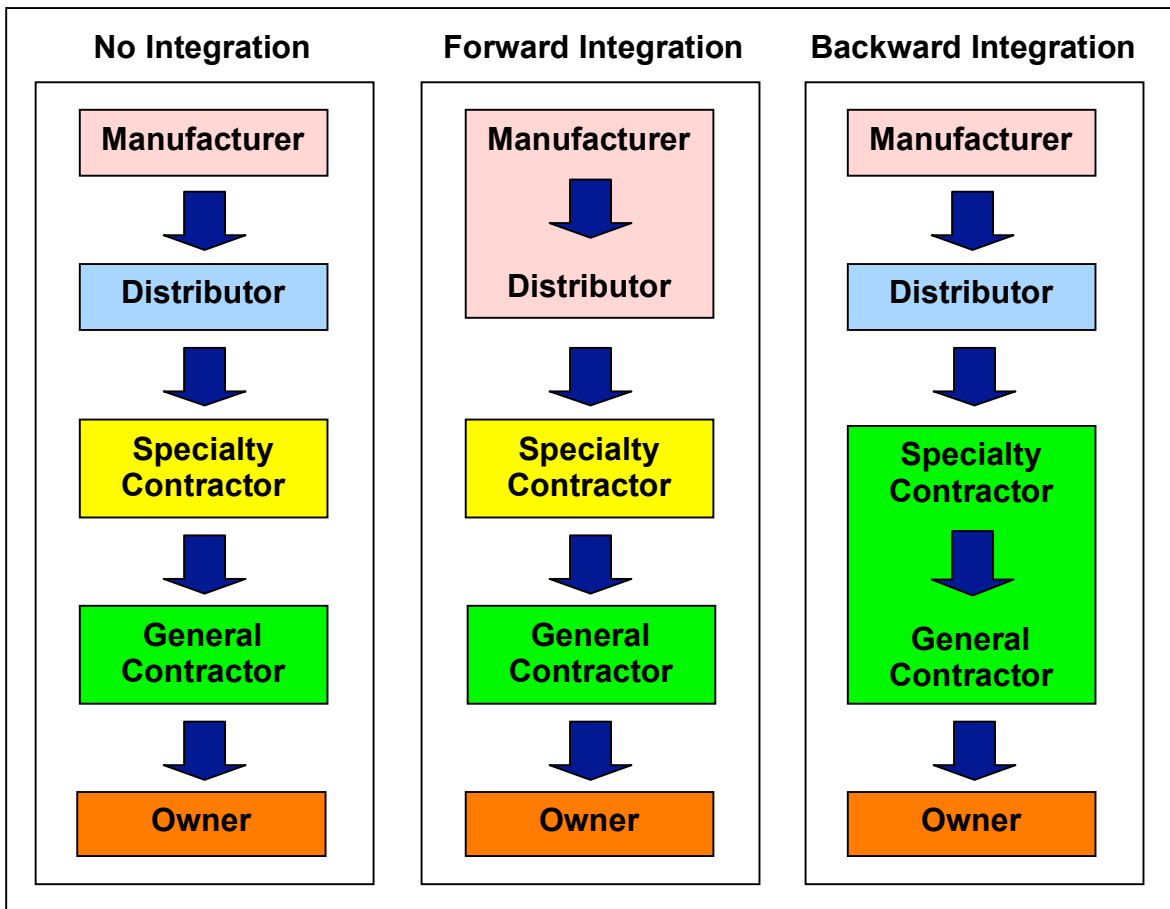 No Integration
Manufacturer
Distributor
Specialty
Contractor
General
Contractor
Owner
Forward Integration
Manufacturer
Distributor
Specialty
Contractor
General
Contractor
Owner
Backward Integration
Manufacturer
Distributor
Specialty
Contractor
General
Contractor
Owner